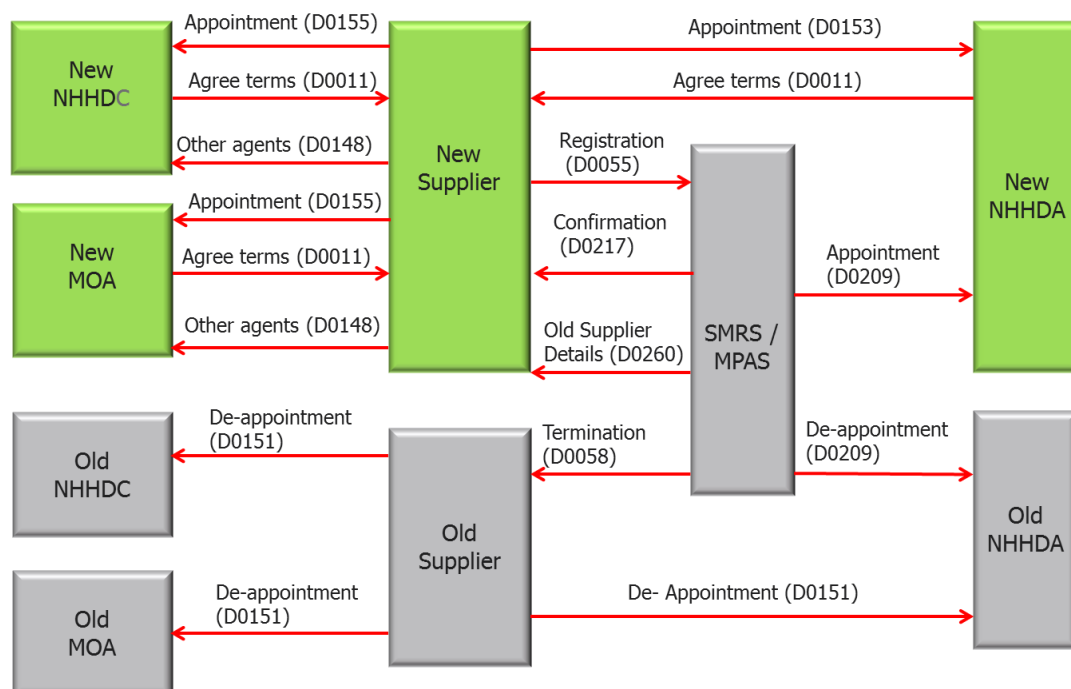 Appointment (D0155)
New
NHHDC
Agree terms (D0011)
Other agents (D0148)
Appointment (D0155)
New
MOA
Agree terms (D0011)
Other agents (D0148)
New
Supplier
Appointment (D0153)
Agree terms (D0011)
Registration
(D0055)
Confirmation
(D0217)
Old Supplier
Details (D0260)
SMRS /
MPAS
Appointment
(D0209)
New
NHHDA
De-appointment
(D0151)
Old
NHHDC
De-appointment
(D0151)
Old
MOA
Old
Supplier
Termination
(D0058)
De-appointment
(D0209)
De- Appointment (D0151)
Old
NHHDA